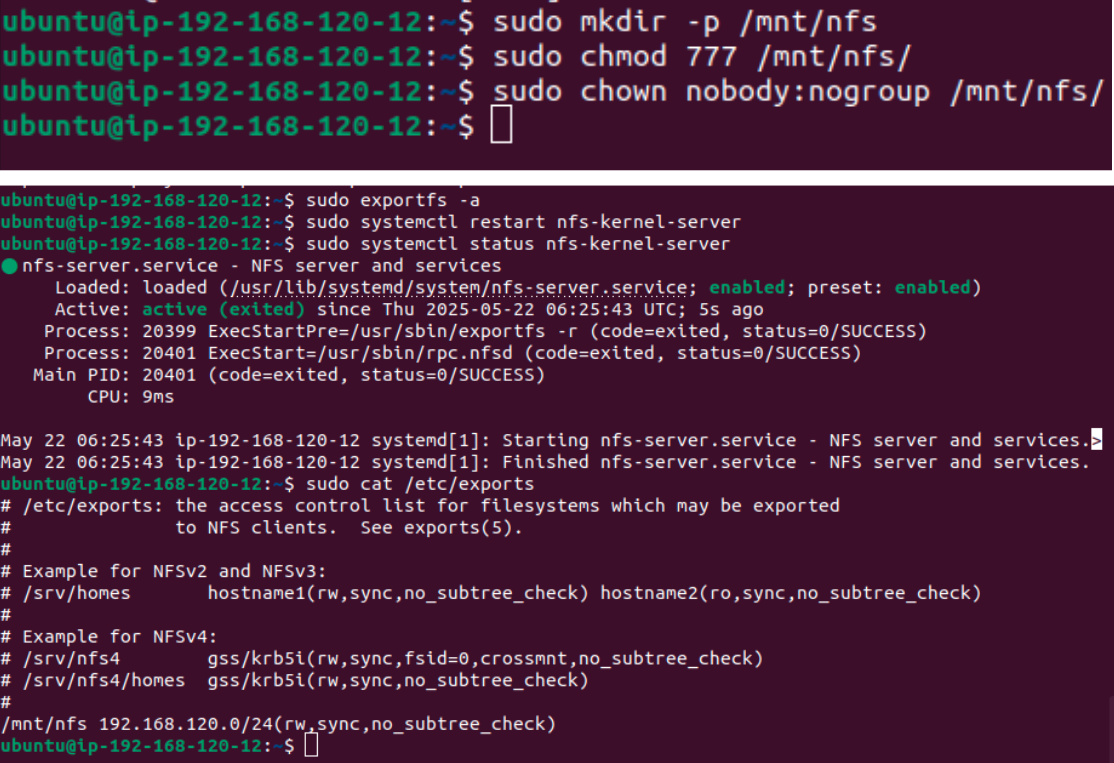 ubuntu@ip-192-168-120-12:~$ sudo mkdir -p /mnt/nfs
ubuntu@ip-192-168-120-12:~$ sudo chmod 777 /mnt/nfs/
ubuntu@ip-192-168-120-12:~$ sudo chown nobody:nogroup /mnt/nfs/
ubuntu@ip-192-168-120-12:~$
ubuntu@ip-192-168-120-12:~$ sudo exportfs -a
ubuntu@ip-192-168-120-12:~$ sudo systemctl restart nfs-kernel-server
ubuntu@ip-192-168-120-12:~$ sudo systemctl status nfs-kernel-server
● nfs-server.service - NFS server and services
     Loaded: loaded (/usr/lib/systemd/system/nfs-server.service; enabled; preset: enabled)
     Active: active (exited) since Thu 2025-05-22 06:25:43 UTC; 5s ago
    Process: 20399 ExecStartPre=/usr/sbin/exportfs -r (code=exited, status=0/SUCCESS)
    Process: 20401 ExecStart=/usr/sbin/rpc.nfsd (code=exited, status=0/SUCCESS)
   Main PID: 20401 (code=exited, status=0/SUCCESS)
        CPU: 9ms
May 22 06:25:43 ip-192-168-120-12 systemd[1]: Starting nfs-server.service - NFS server and services.>
May 22 06:25:43 ip-192-168-120-12 systemd[1]: Finished nfs-server.service - NFS server and services.
ubuntu@ip-192-168-120-12:~$ sudo cat /etc/exports
# /etc/exports: the access control list for filesystems which may be exported
#               to NFS clients.  See exports(5).
#
# Example for NFSv2 and NFSv3:
# /srv/homes       hostname1(rw,sync,no_subtree_check) hostname2(ro,sync,no_subtree_check)
#
# Example for NFSv4:
# /srv/nfs4        gss/krb5i(rw,sync,fsid=0,crossmnt,no_subtree_check)
# /srv/nfs4/homes  gss/krb5i(rw,sync,no_subtree_check)
#
/mnt/nfs 192.168.120.0/24(rw,sync,no_subtree_check)
ubuntu@ip-192-168-120-12:~$